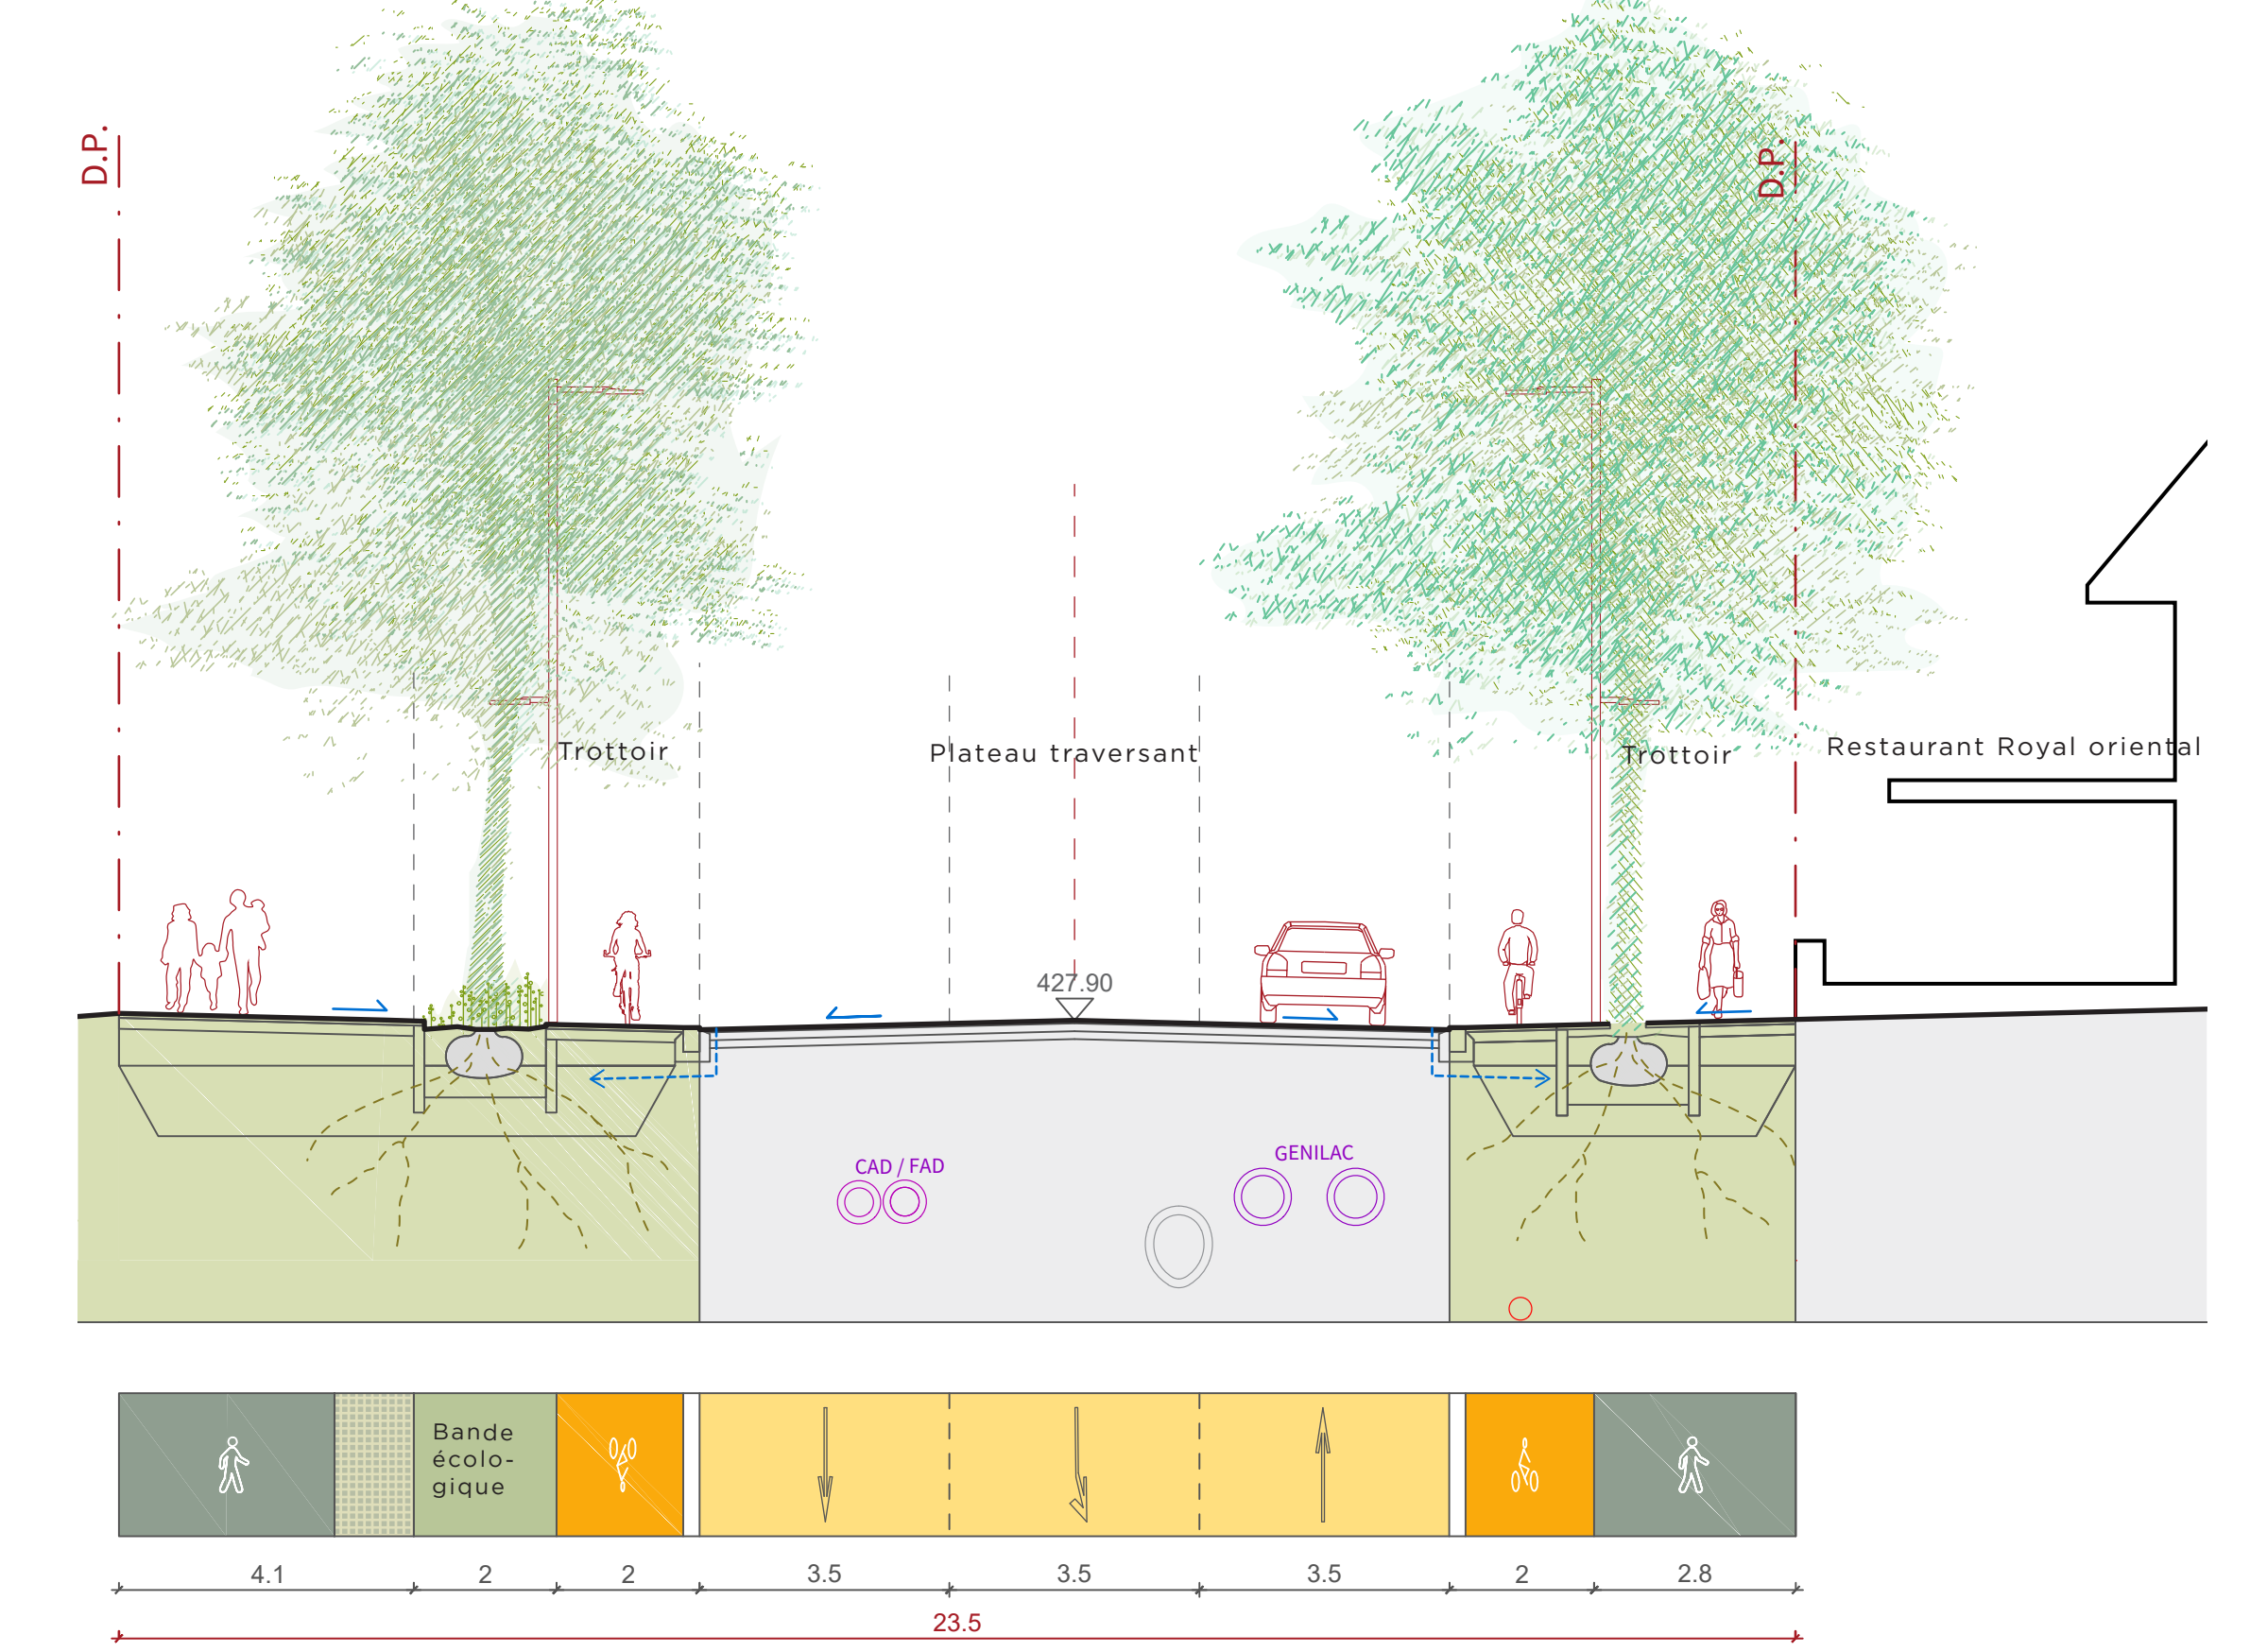 D.P.
D.P.
Trottoir
Plateau traversant
Trottoir
Restaurant Royal oriental
427.90
CAD / FAD
GENILAC
Bande
écolo-
gique
4.1
2
2
3.5
3.5
3.5
2
2.8
23.5